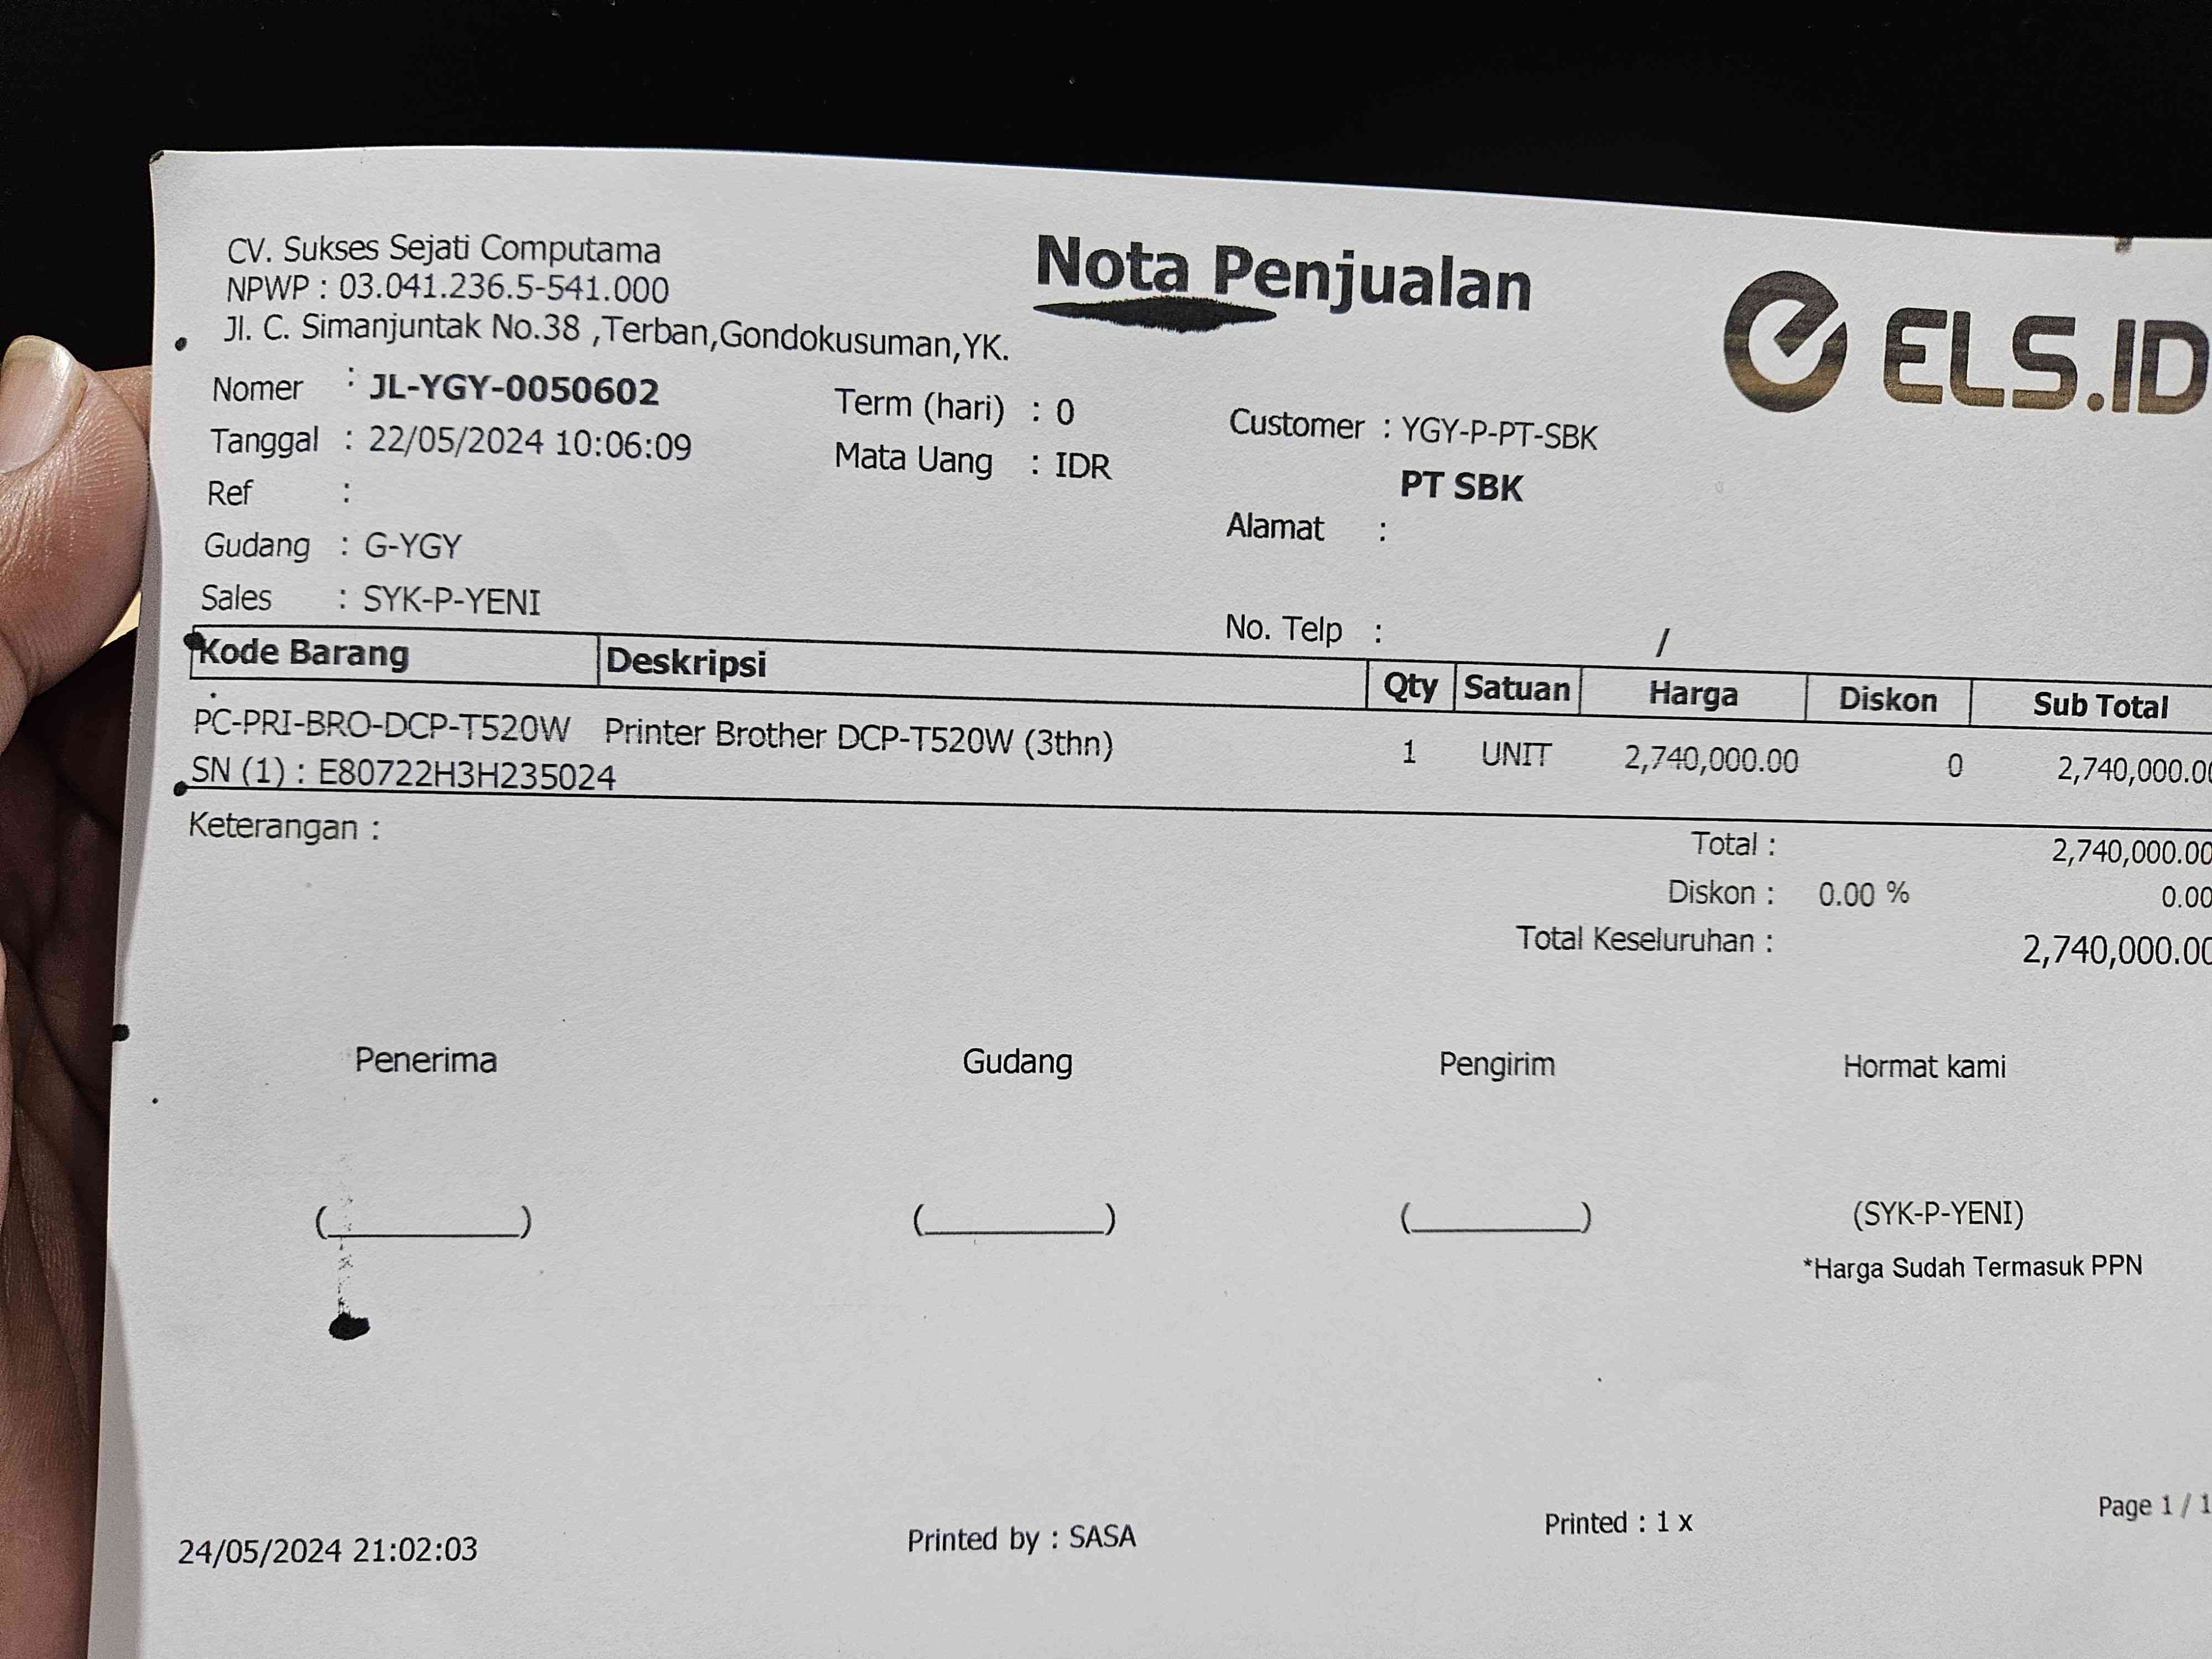 CV. Sukses Sejati Computama
NPWP : 03.041.236.5-541.000
Jl. C. Simanjuntak No.38 ,Terban,Gondokusuman,YK.
Nota Penjualan
ELS.ID
Nomer : JL-YGY-0050602
Tanggal : 22/05/2024 10:06:09
Ref :
Gudang : G-YGY
Sales : SYK-P-YENI
Term (hari) : 0
Mata Uang : IDR
Customer : YGY-P-PT-SBK
PT SBK
Alamat :
No. Telp : /
Kode Barang Deskripsi Qty Satuan Harga Diskon Sub Total
PC-PRI-BRO-DCP-T520W Printer Brother DCP-T520W (3thn) 1 UNIT 2,740,000.00 0 2,740,000.00
SN (1) : E80722H3H235024
Keterangan :
Total : 2,740,000.00
Diskon : 0.00 % 0.00
Total Keseluruhan : 2,740,000.00
Penerima Gudang Pengirim Hormat kami
(__________) (__________) (__________) (SYK-P-YENI)
*Harga Sudah Termasuk PPN
24/05/2024 21:02:03 Printed by : SASA Printed : 1 x Page 1 / 1